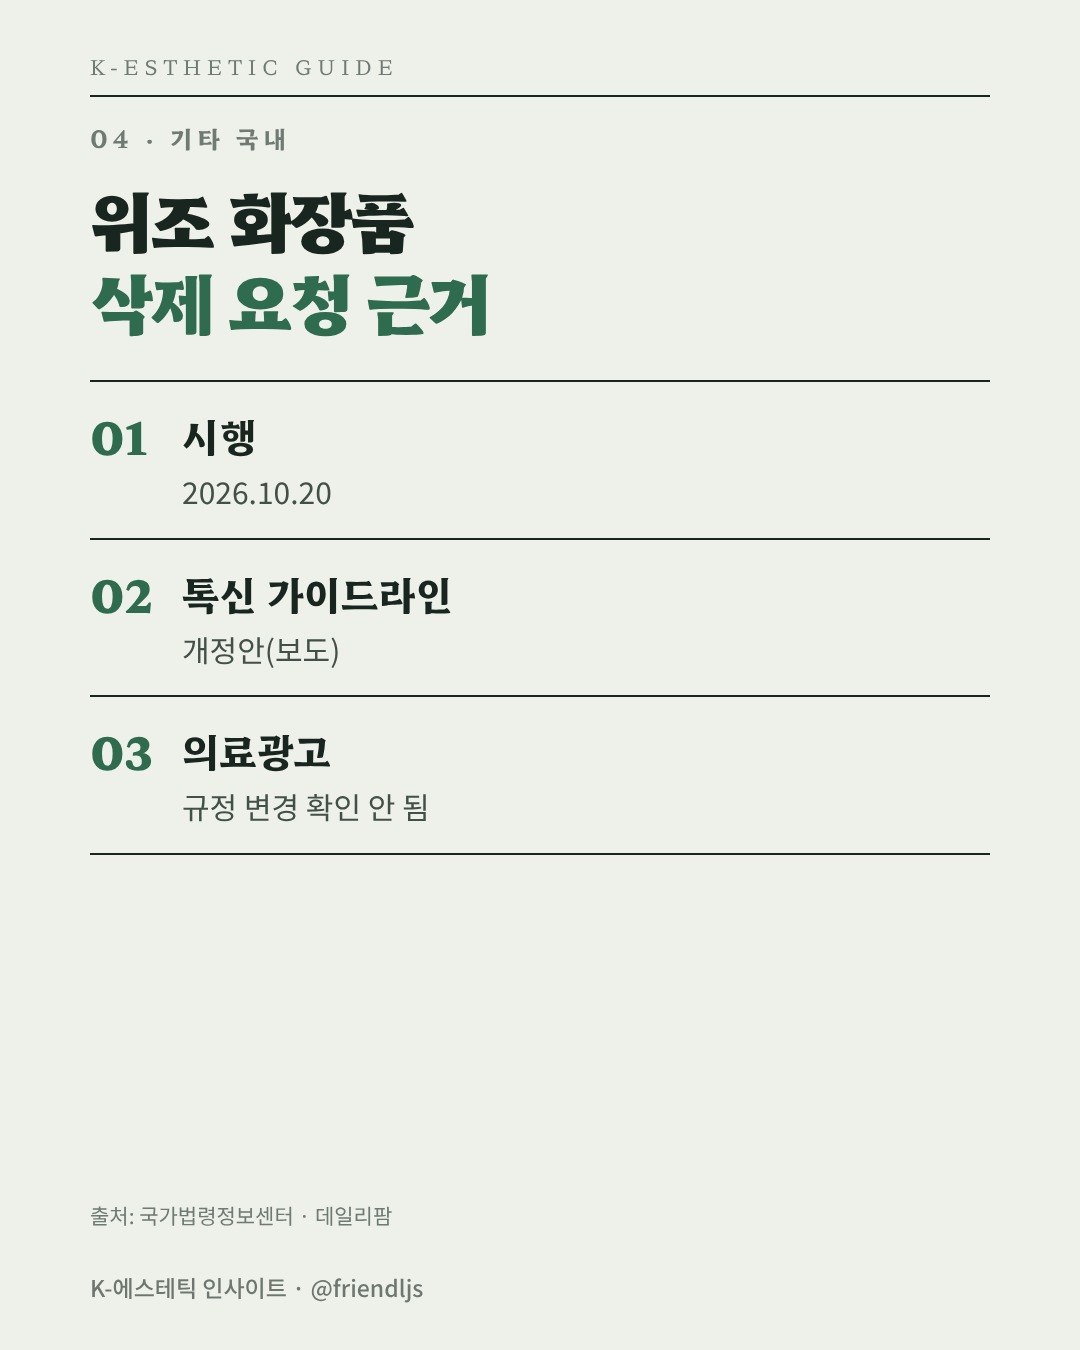 K-ESTHETIC GUIDE
04 · 기타 국내
위조 화장품
삭제 요청 근거
01 시행
2026.10.20
02 톡신 가이드라인
개정안(보도)
03 의료광고
규정 변경 확인 안 됨
출처: 국가법령정보센터 · 데일리팜
K-에스테틱 인사이트 · @friendljs